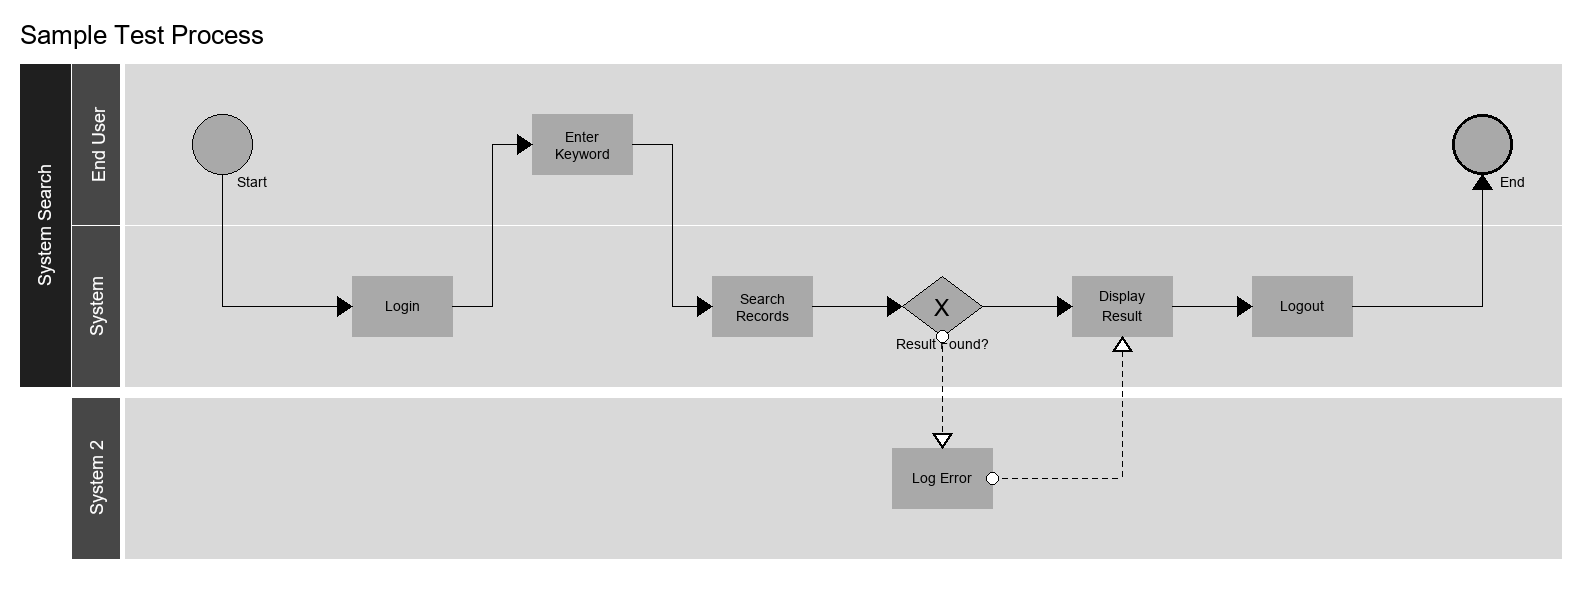 Sample Test Process
System Search
End User
Start
Enter
Keyword
End
System
Login
Search
Records
X
Result Found?
Display
Result
Logout
System 2
Log Error